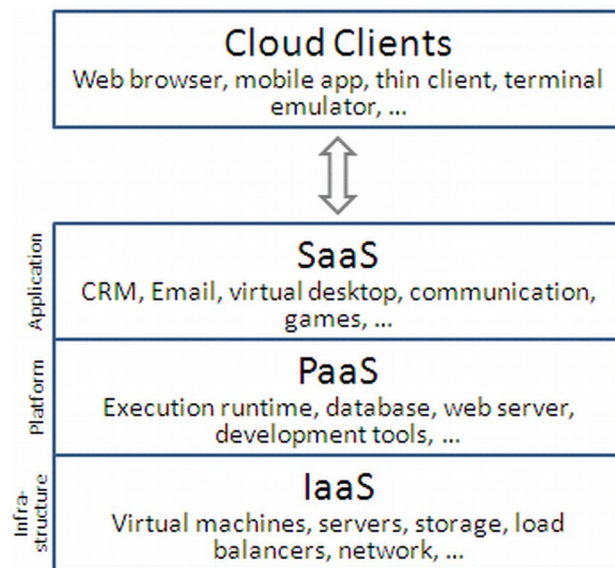 Cloud Clients
Web browser, mobile app, thin client, terminal
emulator, ...
Application
SaaS
CRM, Email, virtual desktop, communication,
games, ...
Platform
PaaS
Execution runtime, database, web server,
development tools, ...
Infra-
structure
IaaS
Virtual machines, servers, storage, load
balancers, network, ...